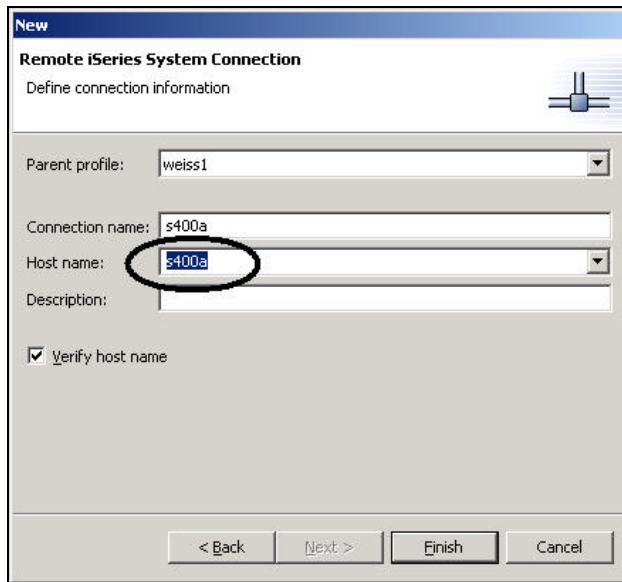 New
Remote iSeries System Connection
Define connection information
Parent profile: weiss1
Connection name: s400a
Host name: s400a
Description:
Verify host name
< Back Next > Finish Cancel